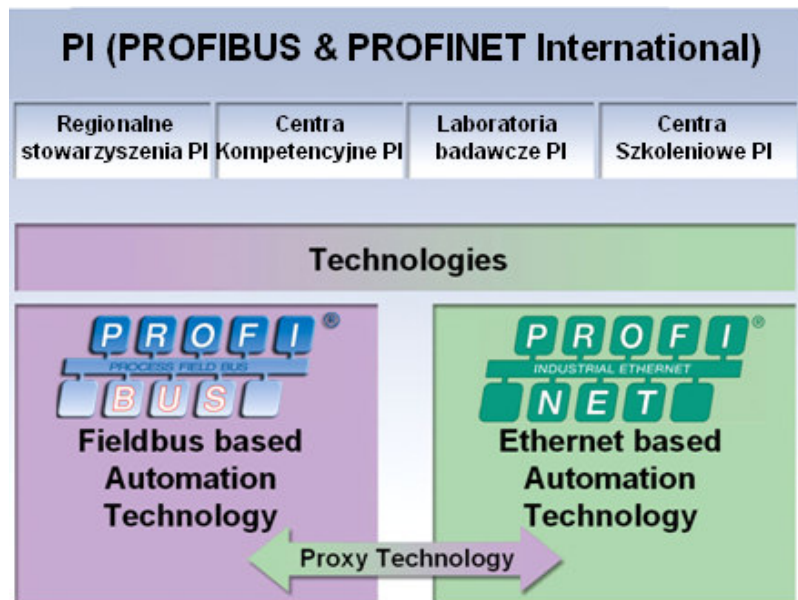 PI (PROFIBUS & PROFINET International)
Regionalne
stowarzyszenia PI
Centra
Kompetencyjne PI
Laboratoria
badawcze PI
Centra
Szkoleniowe PI
Technologies
PROFI®
PROCESS FIELD BUS
BUS
Fieldbus based
Automation
Technology
PROFI®
INDUSTRIAL ETHERNET
NET
Ethernet based
Automation
Technology
Proxy Technology